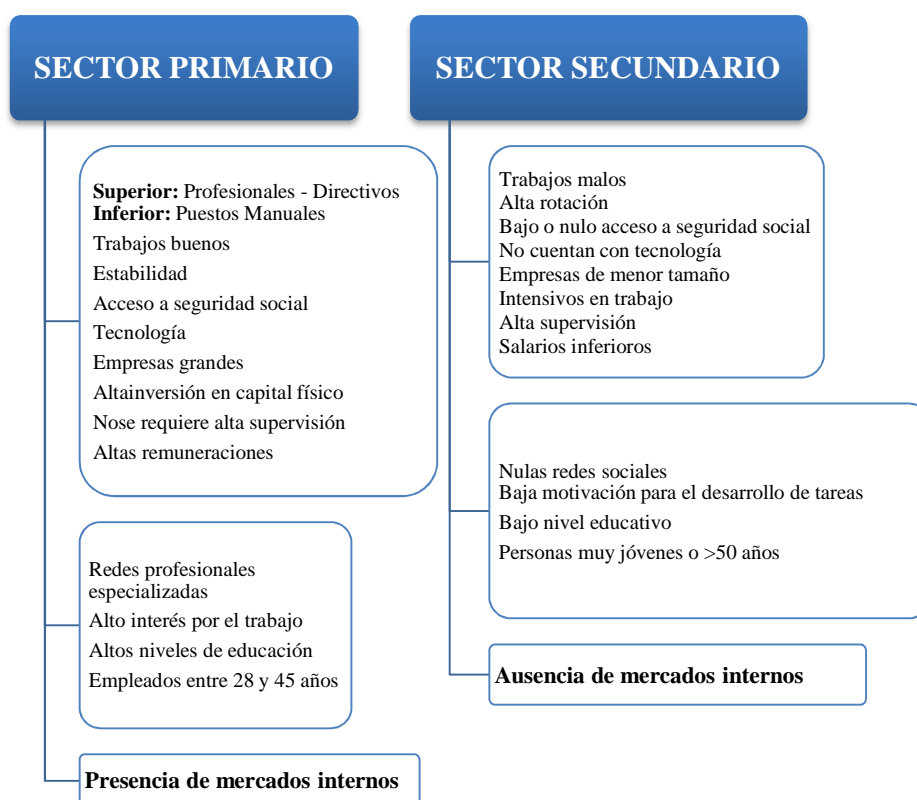 SECTOR PRIMARIO
Superior: Profesionales - Directivos
Inferior: Puestos Manuales
Trabajos buenos
Estabilidad
Acceso a seguridad social
Tecnología
Empresas grandes
Altainversión en capital físico
Nose requiere alta supervisión
Altas remuneraciones
Redes profesionales
especializadas
Alto interés por el trabajo
Altos niveles de educación
Empleados entre 28 y 45 años
Presencia de mercados internos
SECTOR SECUNDARIO
Trabajos malos
Alta rotación
Bajo o nulo acceso a seguridad social
No cuentan con tecnología
Empresas de menor tamaño
Intensivos en trabajo
Alta supervisión
Salarios inferioros
Nulas redes sociales
Baja motivación para el desarrollo de tareas
Bajo nivel educativo
Personas muy jóvenes o >50 años
Ausencia de mercados internos